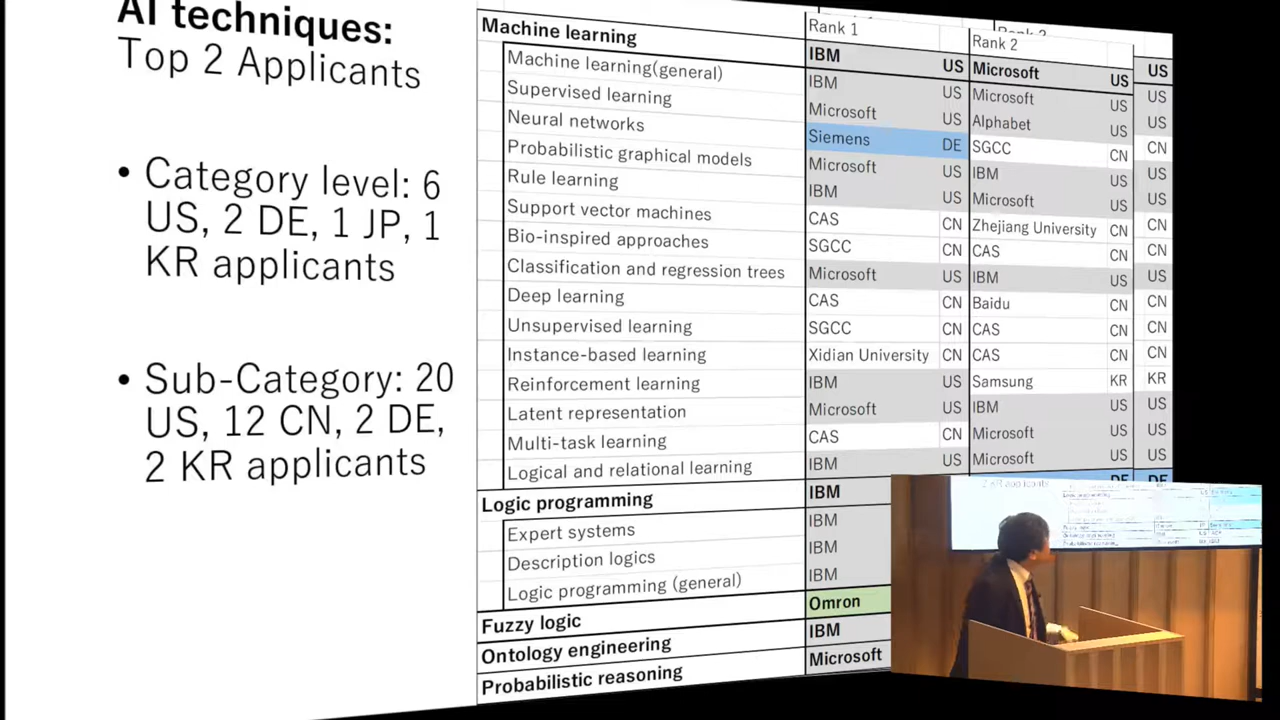 AI techniques:
Top 2 Applicants
• Category level: 6
US, 2 DE, 1 JP, 1
KR applicants
• Sub-Category: 20
US, 12 CN, 2 DE,
2 KR applicants
Rank 1 Rank 2
Machine learning IBM US Microsoft US US
Machine learning(general) IBM US Microsoft US US
Supervised learning Microsoft US Alphabet US US
Neural networks Siemens DE SGCC CN CN
Probabilistic graphical models Microsoft US IBM US US
Rule learning IBM US Microsoft US US
Support vector machines CAS CN Zhejiang University CN CN
Bio-inspired approaches SGCC CN CAS CN CN
Classification and regression trees Microsoft US IBM US US
Deep learning CAS CN Baidu CN CN
Unsupervised learning SGCC CN CAS CN CN
Instance-based learning Xidian University CN CAS CN CN
Reinforcement learning IBM US Samsung KR KR
Latent representation Microsoft US IBM US US
Multi-task learning CAS CN Microsoft US US
Logical and relational learning IBM US Microsoft US US
Logic programming IBM DE DE
Expert systems IBM
Description logics IBM
Logic programming (general) IBM
Fuzzy logic Omron
Ontology engineering IBM
Probabilistic reasoning Microsoft